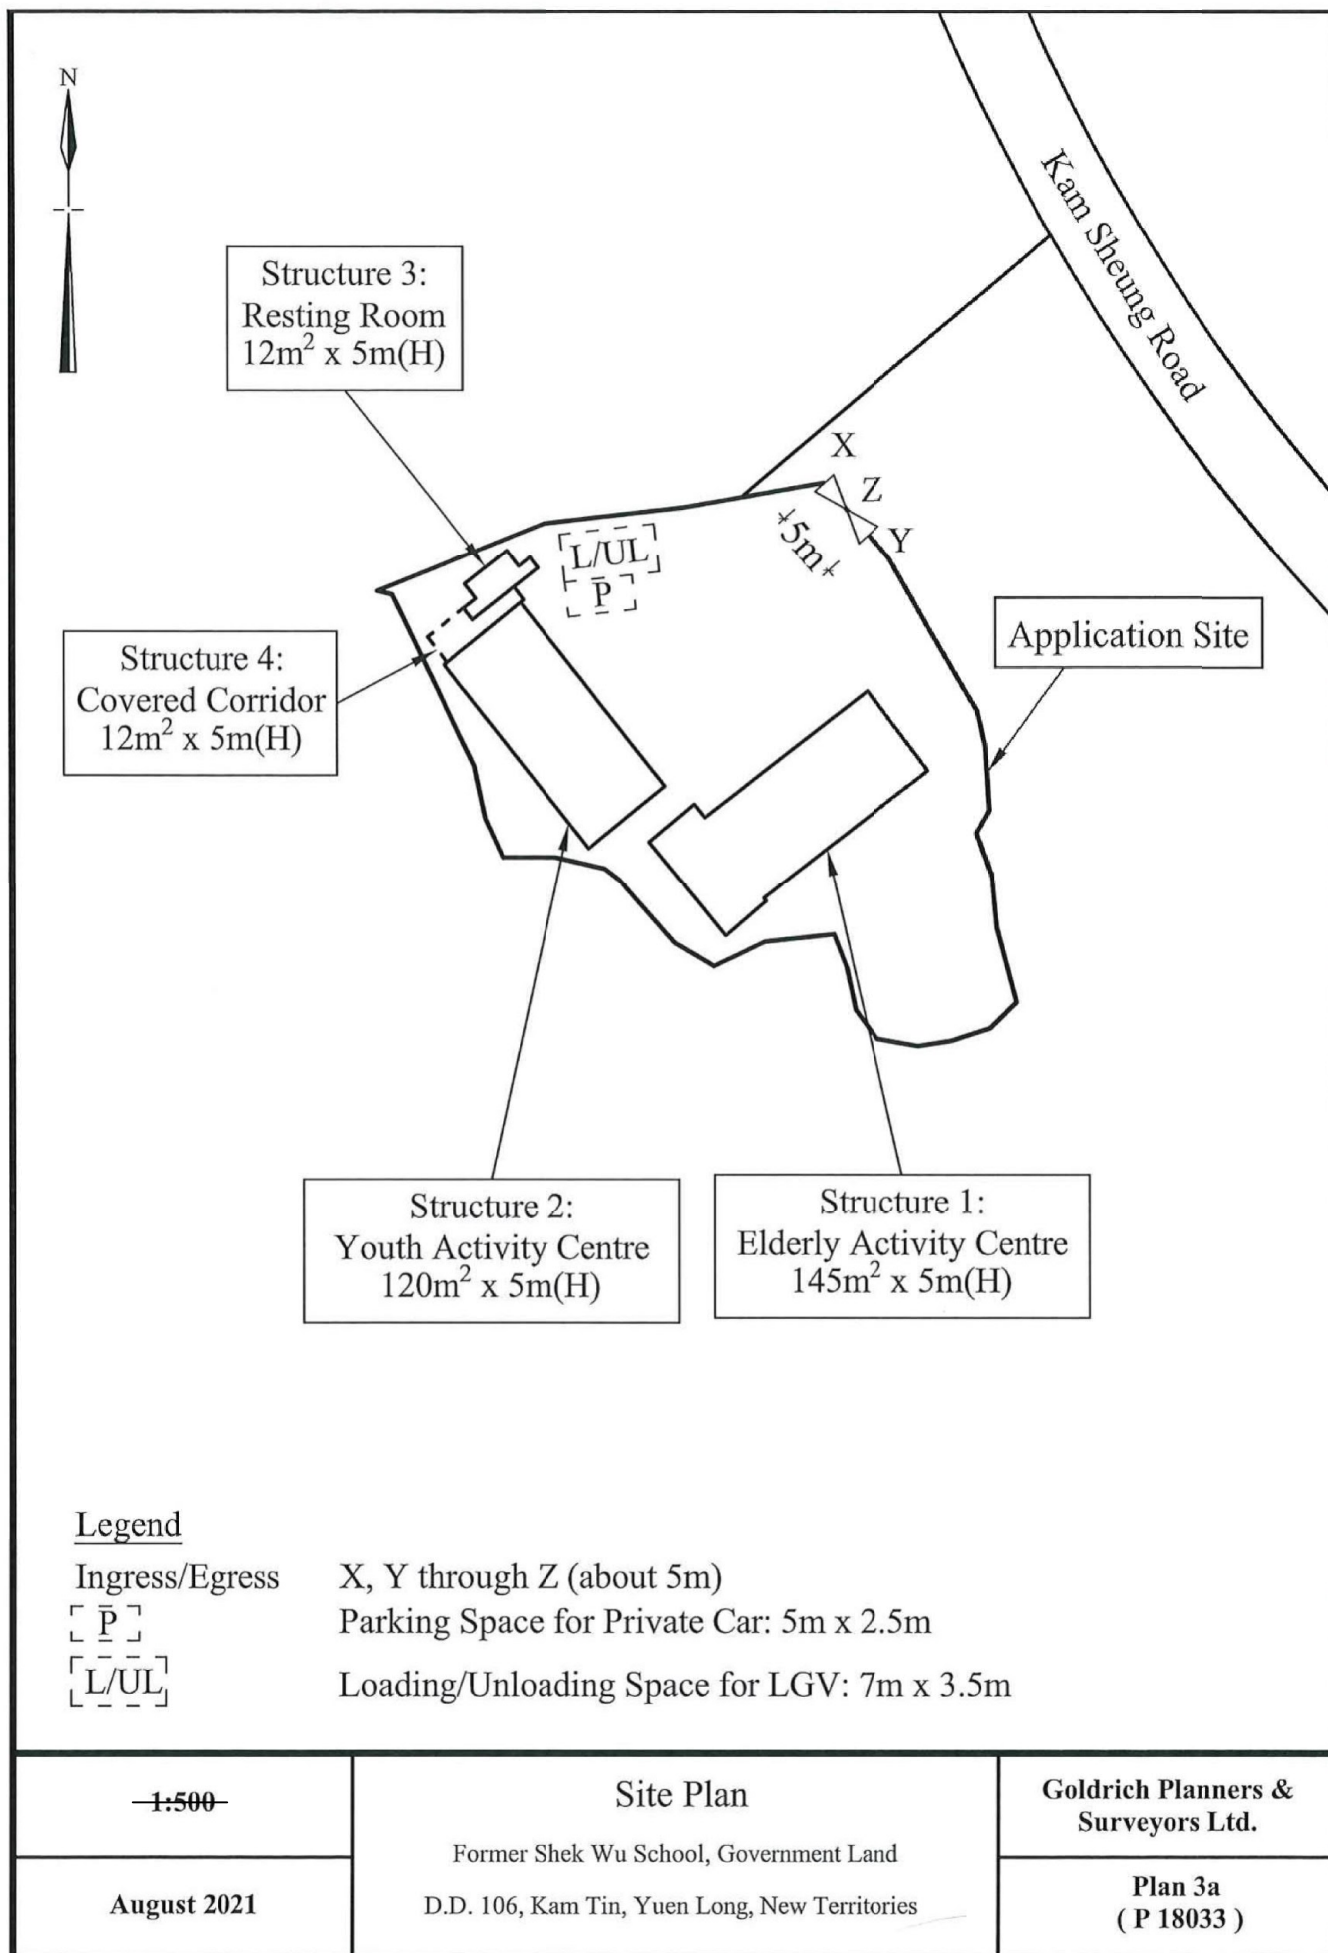 N
Kam Sheung Road
Structure 3:
Resting Room
12m² x 5m(H)
X
Z
Y
5m
L/UL
P
Structure 4:
Covered Corridor
12m² x 5m(H)
Application Site
Structure 2:
Youth Activity Centre
120m² x 5m(H)
Structure 1:
Elderly Activity Centre
145m² x 5m(H)
Legend
Ingress/Egress X, Y through Z (about 5m)
P Parking Space for Private Car: 5m x 2.5m
L/UL Loading/Unloading Space for LGV: 7m x 3.5m
1:500
August 2021
Site Plan
Former Shek Wu School, Government Land
D.D. 106, Kam Tin, Yuen Long, New Territories
Goldrich Planners &
Surveyors Ltd.
Plan 3a
( P 18033 )